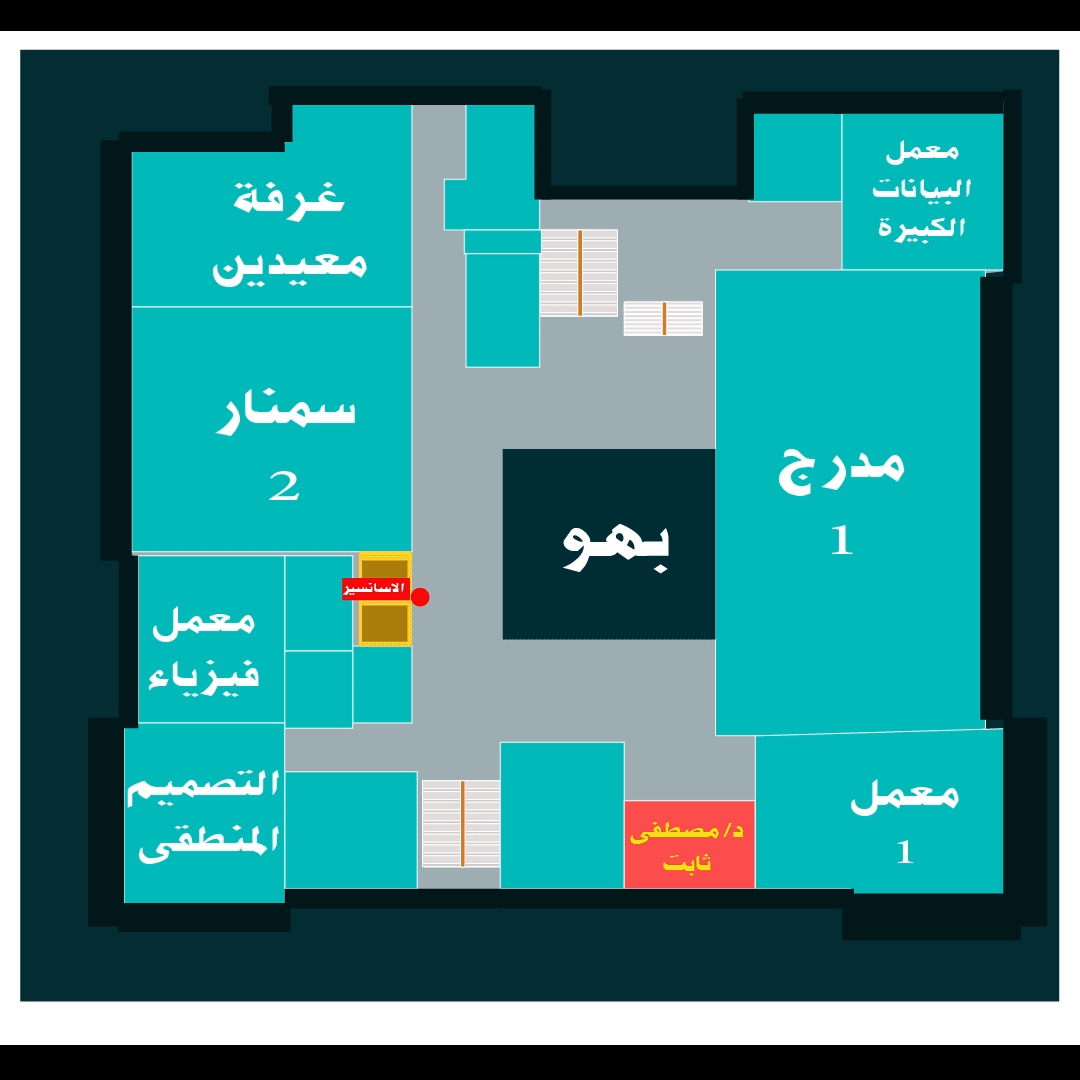 معمل
البيانات
الكبيرة
غرفة
معيدين
سمنار
2
مدرج
1
بهو
الاسانسير
معمل
فيزياء
التصميم
المنطقى
معمل
1
د/ مصطفى
ثابت